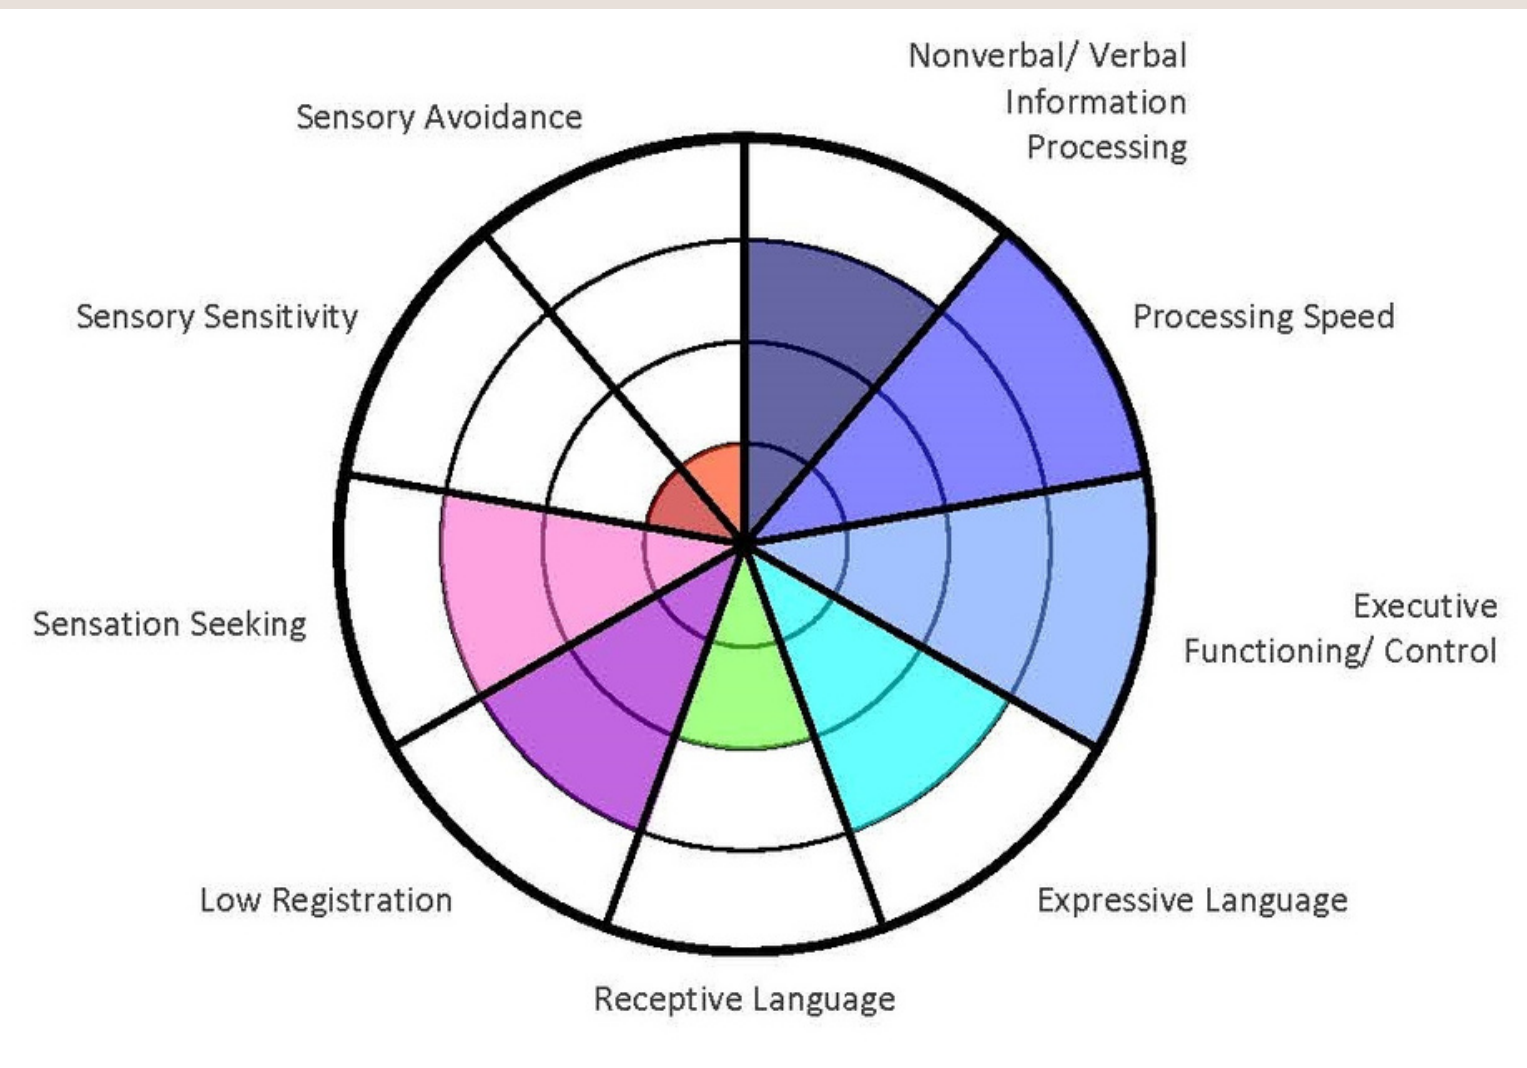 Nonverbal/ Verbal
Information
Processing
Sensory Avoidance
Sensory Sensitivity
Processing Speed
Executive
Functioning/ Control
Sensation Seeking
Low Registration
Expressive Language
Receptive Language